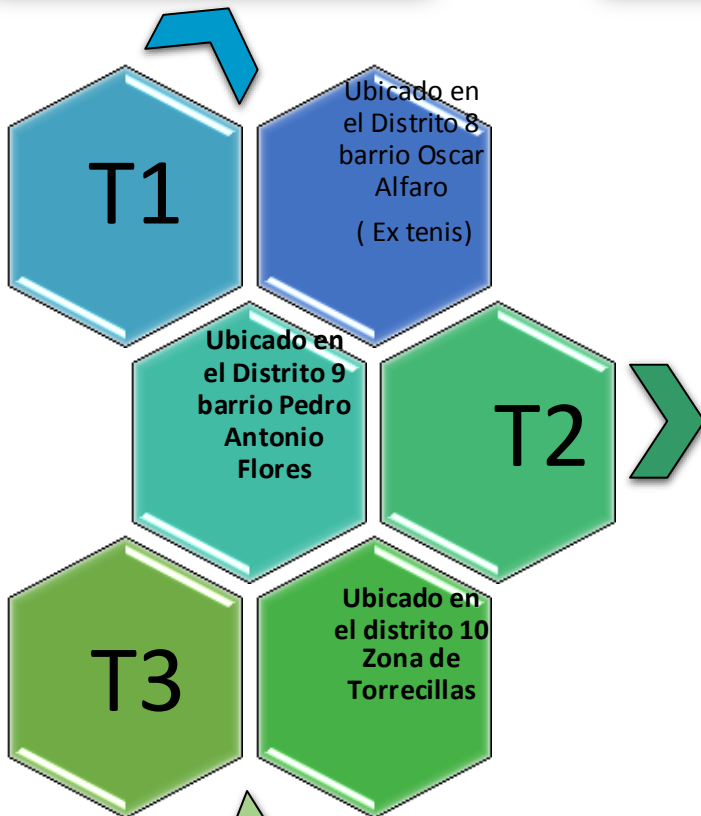 T1
Ubicado en
el Distrito 8
barrio Oscar
Alfaro
( Ex tenis)
Ubicado en
el Distrito 9
barrio Pedro
Antonio
Flores
T2
T3
Ubicado en
el distrito 10
Zona de
Torrecillas